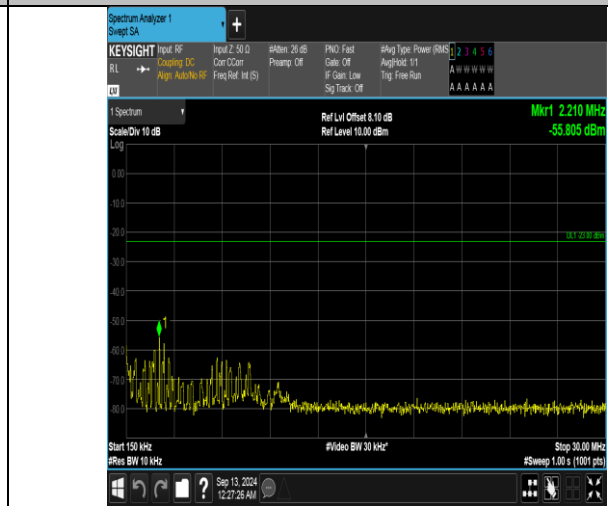 Spectrum Analyzer 1
Swept SA
KEYSIGHT
RL
Input: RF
Coupling: DC
Align: Auto/No RF
Input Z: 50 Ω
Corr CCorr
Freq Ref: Int (S)
#Atten: 26 dB
Preamp: Off
PNO: Fast
Gate: Off
IF Gain: Low
Sig Track: Off
#Avg Type: Power (RMS
Avg|Hold: 1/1
Trig: Free Run
1 2 3 4 5 6
A W W W W W
A A A A A A
1 Spectrum
Scale/Div 10 dB
Log
Ref Lvl Offset 8.10 dB
Ref Level 10.00 dBm
Mkr1 2.210 MHz
-55.805 dBm
0.00
-10.0
-20.0
DL1 -23.00 dBm
-30.0
-40.0
-50.0
1
-60.0
-70.0
-80.0
Start 150 kHz
#Res BW 10 kHz
#Video BW 30 kHz*
Stop 30.00 MHz
#Sweep 1.00 s (1001 pts)
?
Sep 13, 2024
12:27:26 AM